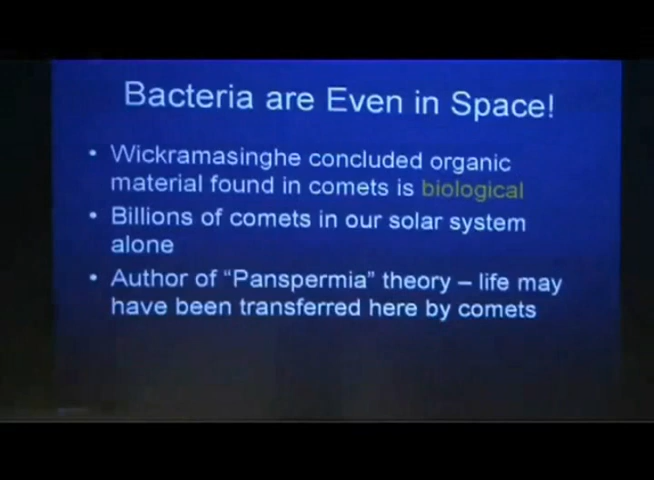 Bacteria are Even in Space!
• Wickramasinghe concluded organic
material found in comets is biological
• Billions of comets in our solar system
alone
• Author of “Panspermia” theory – life may
have been transferred here by comets